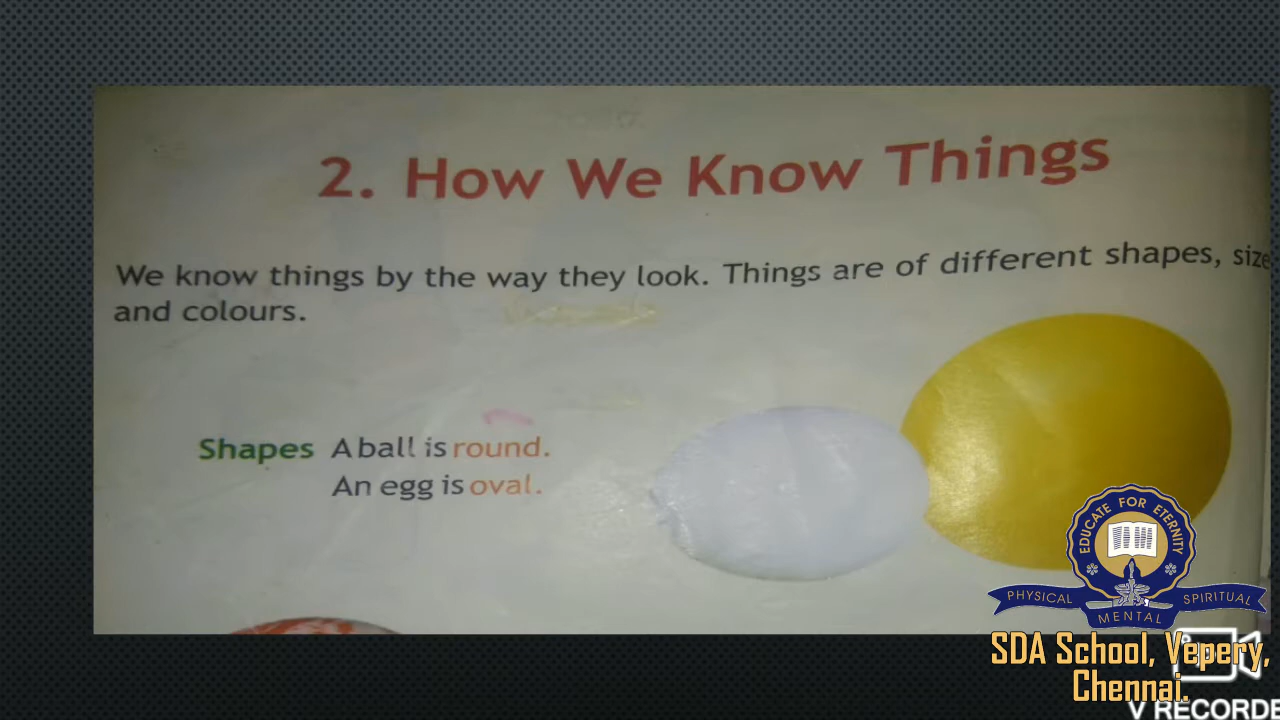 2. How We Know Things
We know things by the way they look. Things are of different shapes, size
and colours.
Shapes A ball is round.
An egg is oval.
EDUCATE FOR ETERNITY
PHYSICAL MENTAL SPIRITUAL
SDA School, Vepery,
Chennai.
V RECORDE